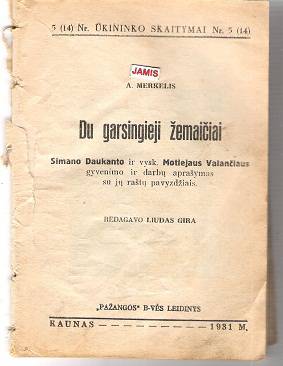 5 (14) Nr. ŪKININKO SKAITYMAI Nr. 5 (14)
JAMIS
A. MERKELIS
Du garsingieji žemaičiai
Simano Daukanto ir vysk. Motiejaus Valančiaus
gyvenimo ir darbų aprašymas
su jų raštų pavyzdžiais.
REDAGAVO LIUDAS GIRA
„PAŽANGOS" B-VĖS LEIDINYS
KAUNAS — — — — — — — — 1931 M.